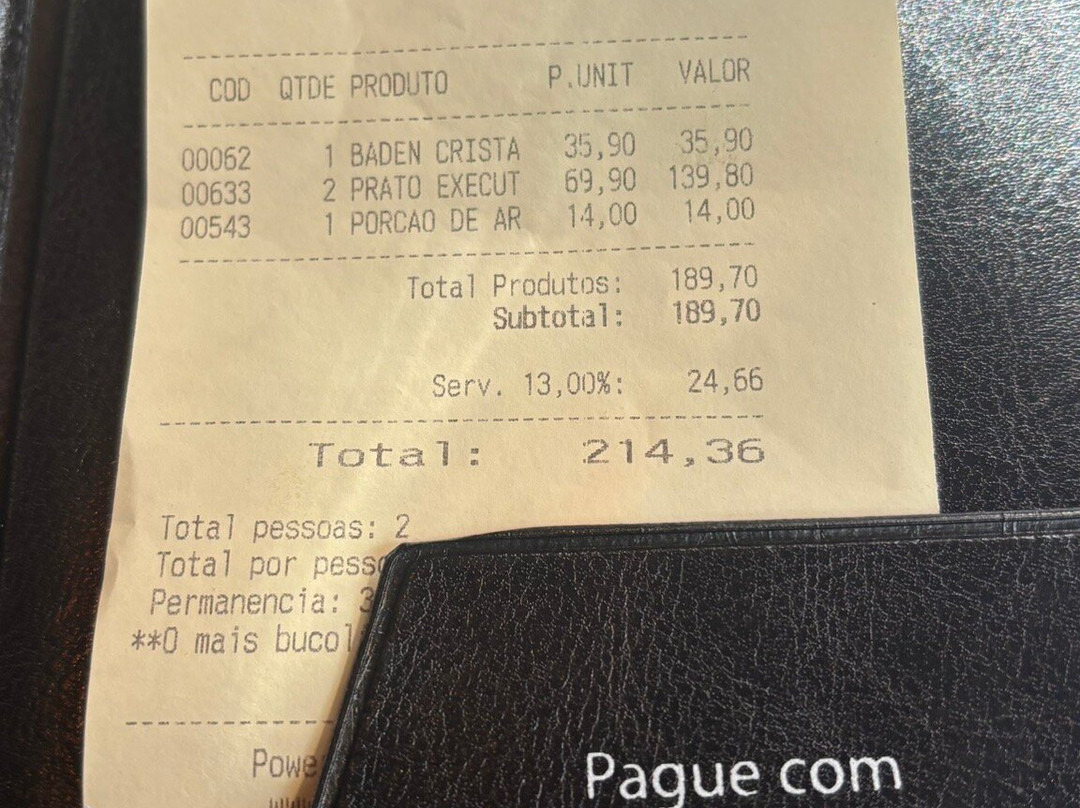 COD QTDE PRODUTO P.UNIT VALOR
00062 1 BADEN CRISTA 35,90 35,90
00633 2 PRATO EXECUT 69,90 139,80
00543 1 PORCAO DE AR 14,00 14,00
Total Produtos: 189,70
Subtotal: 189,70
Serv. 13,00%: 24,66
Total: 214,36
Total pessoas: 2
Total por pesso
Permanencia: 3
**O mais bucol
Powe
Pague com